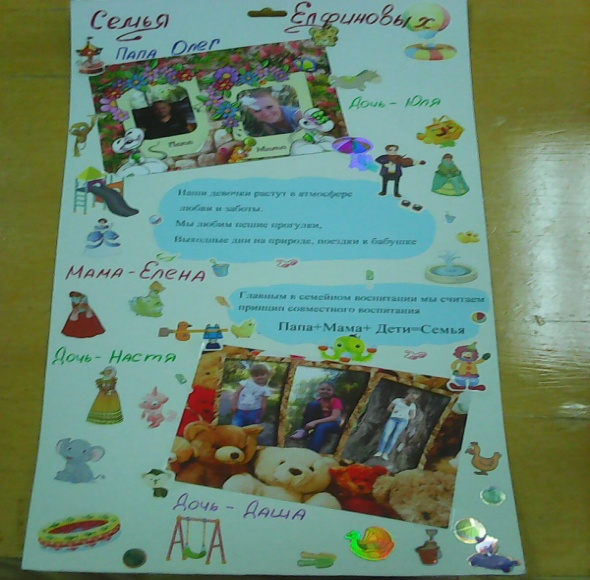 Семья Елфиновых
Папа Олег
Дочь - Юля
Папа Мама
Наши девочки растут в атмосфере
любви и заботы.
Мы любим пешие прогулки,
Выходные дни на природе, поездки к бабушке
Мама - Елена
Главным в семейном воспитании мы считаем
принцип совместного воспитания
Папа+Мама+ Дети=Семья
Дочь - Настя
Дочь - Даша